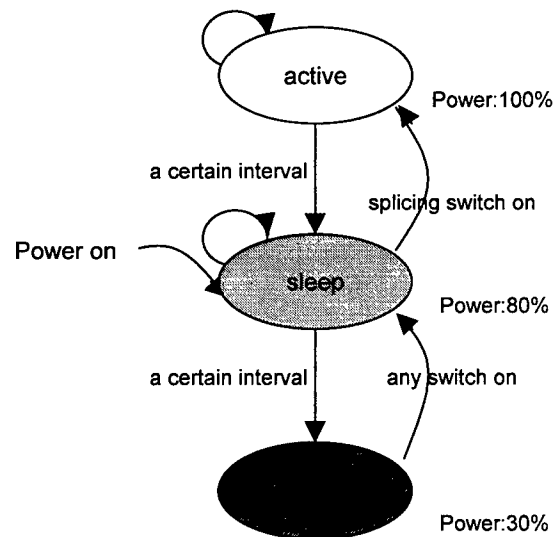 active
Power:100%
a certain interval
splicing switch on
Power on
sleep
Power:80%
a certain interval
any switch on
Power:30%